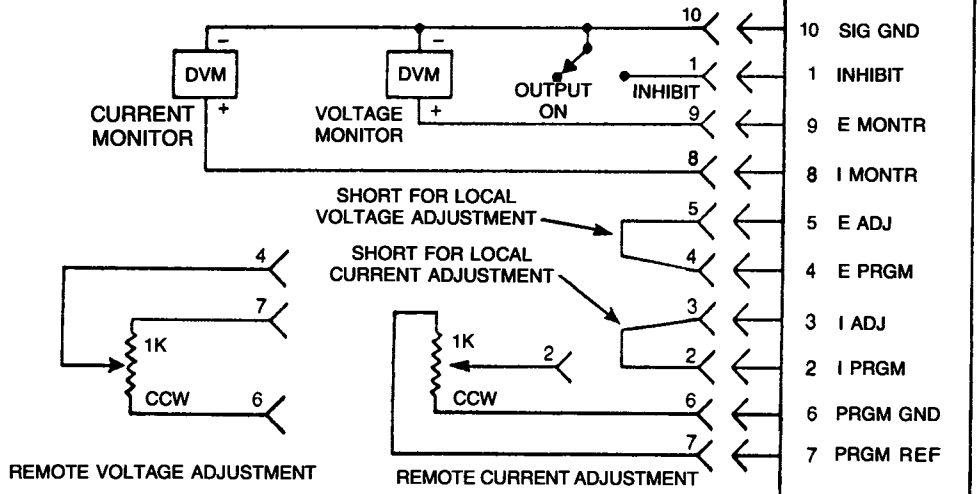 10
10 SIG GND
−
−
DVM
DVM
1
1 INHIBIT
OUTPUT
ON
INHIBIT
+
+
CURRENT
MONITOR
VOLTAGE
MONITOR
9
9 E MONTR
8
8 I MONTR
SHORT FOR LOCAL
VOLTAGE ADJUSTMENT
5
5 E ADJ
SHORT FOR LOCAL
CURRENT ADJUSTMENT
4
4 E PRGM
4
7
3
3 I ADJ
1K
1K
2
2
2 I PRGM
CCW
6
CCW
6
6 PRGM GND
7
7 PRGM REF
REMOTE VOLTAGE ADJUSTMENT
REMOTE CURRENT ADJUSTMENT